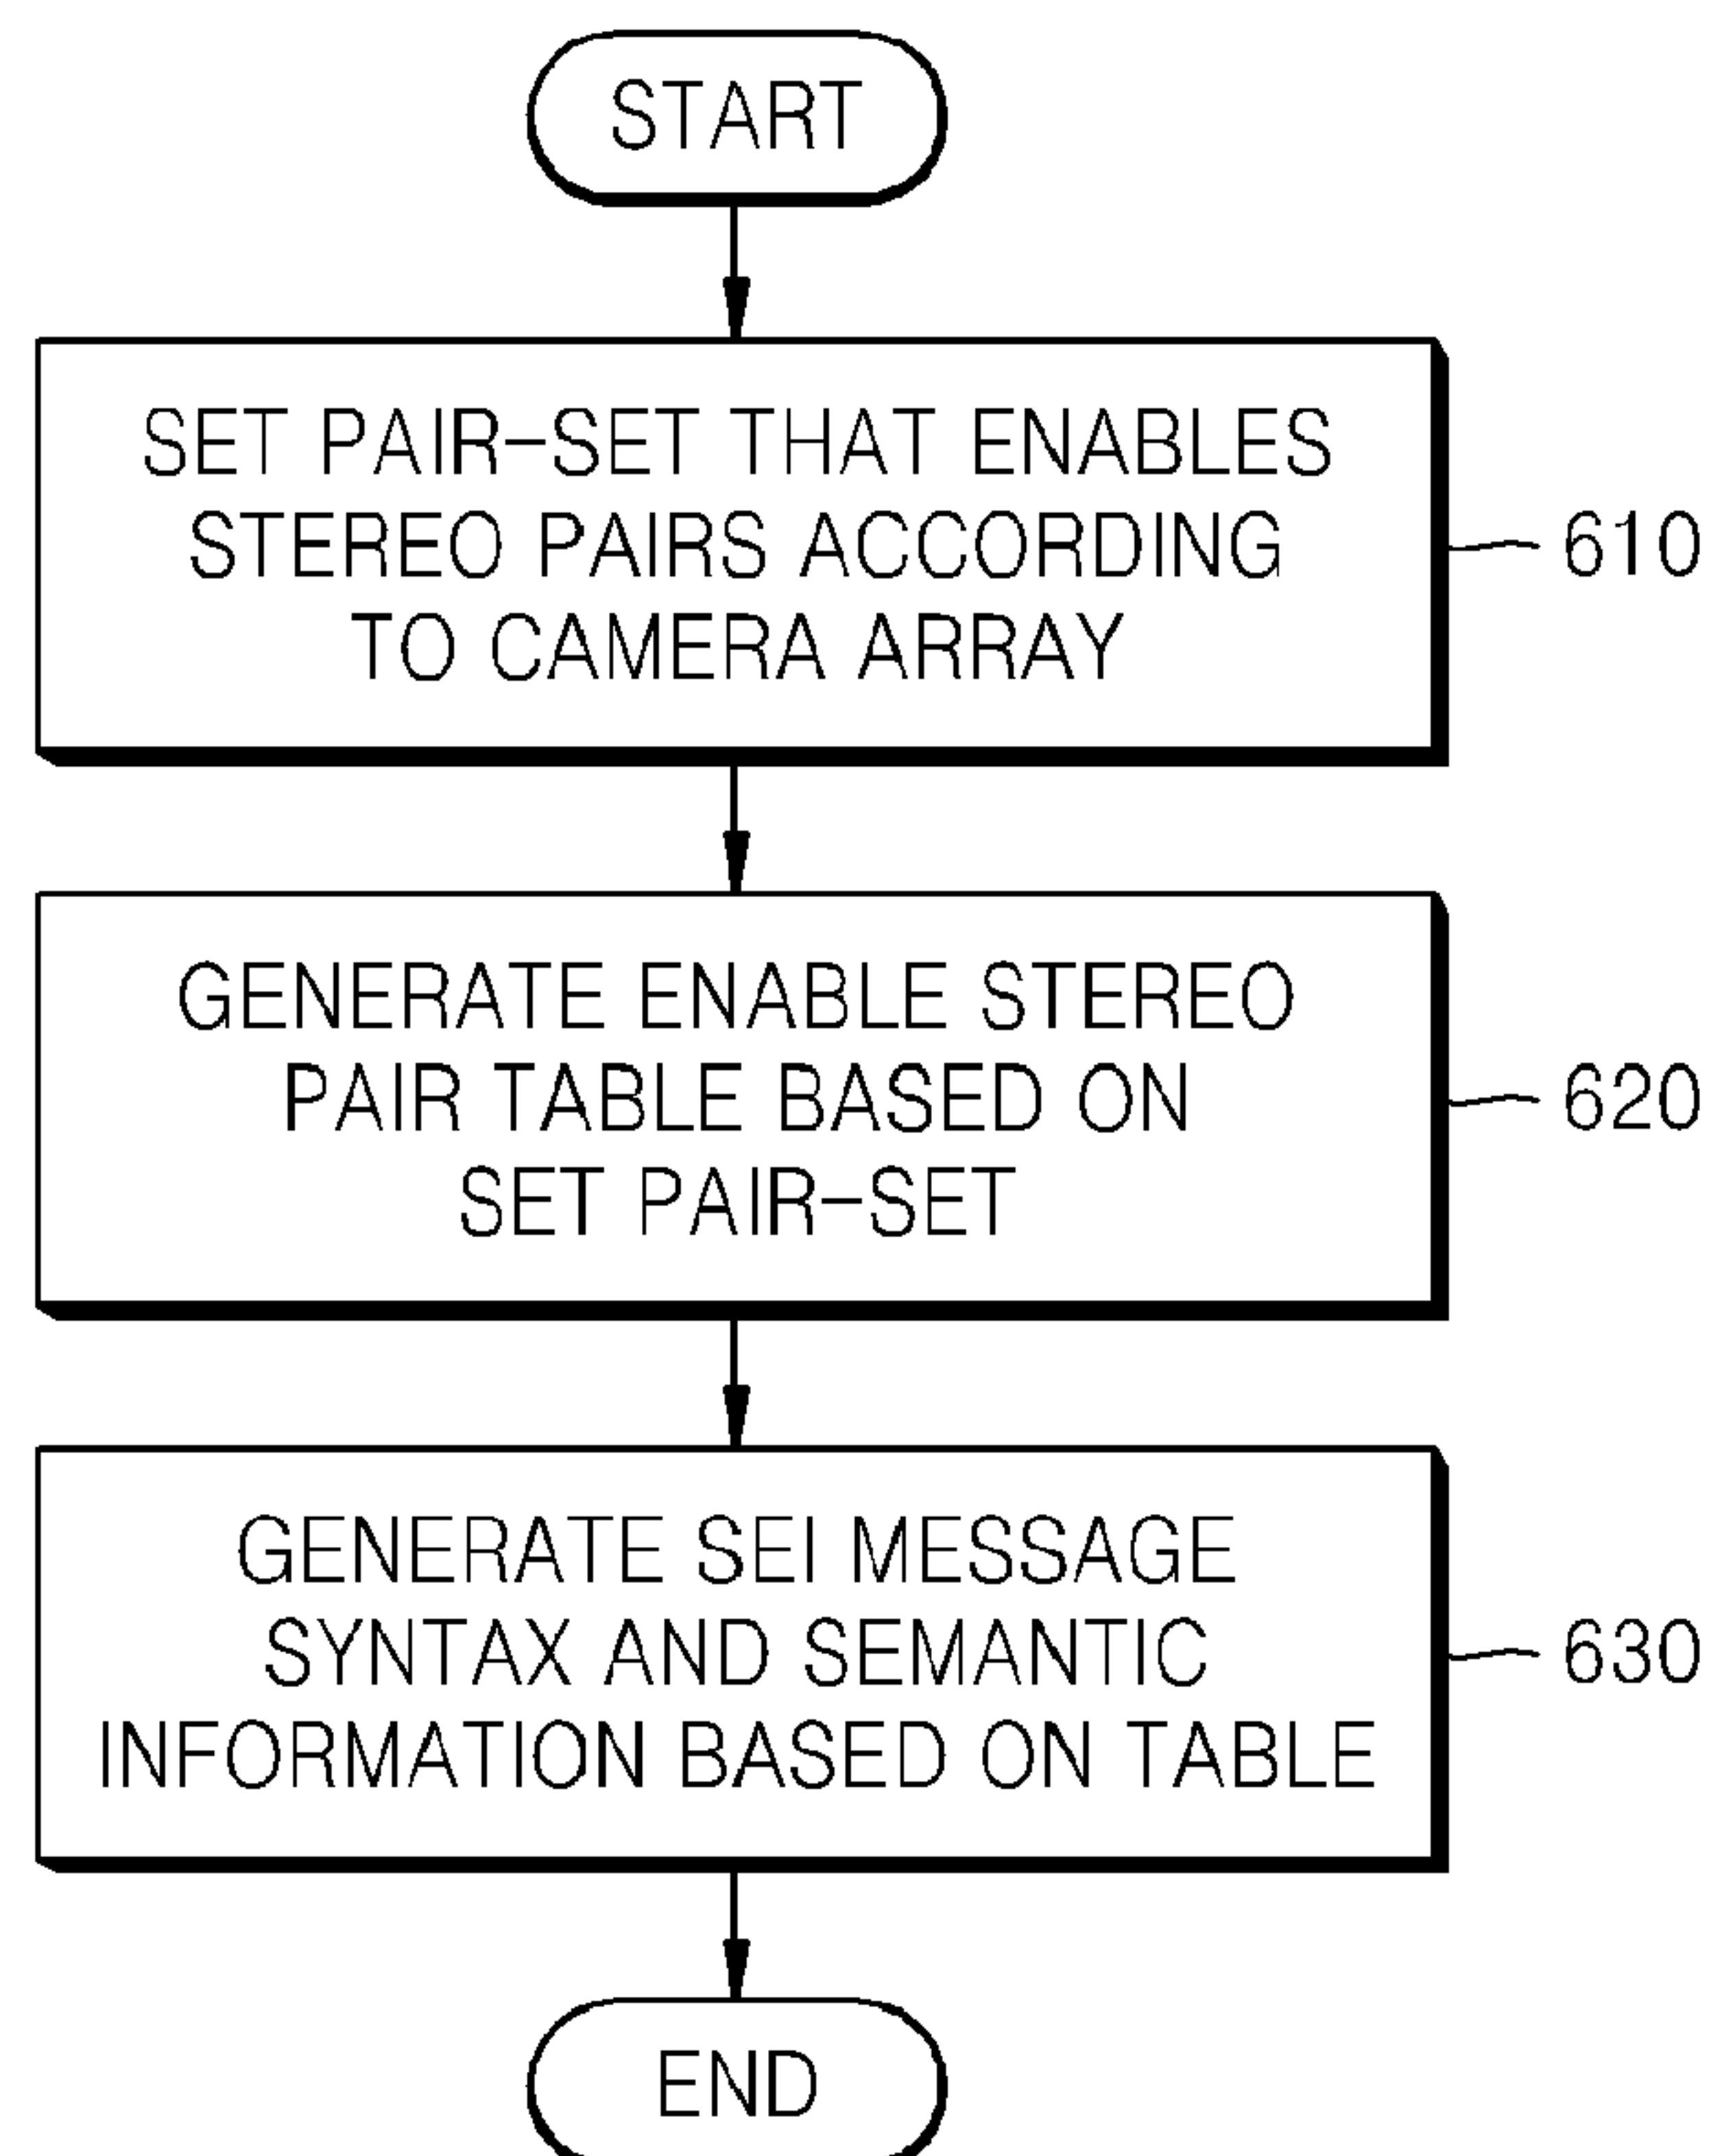 START
SET PAIR-SET THAT ENABLES
STEREO PAIRS ACCORDING
TO CAMERA ARRAY
610
GENERATE ENABLE STEREO
PAIR TABLE BASED ON
SET PAIR-SET
620
GENERATE SEI MESSAGE
SYNTAX AND SEMANTIC
INFORMATION BASED ON TABLE
630
END